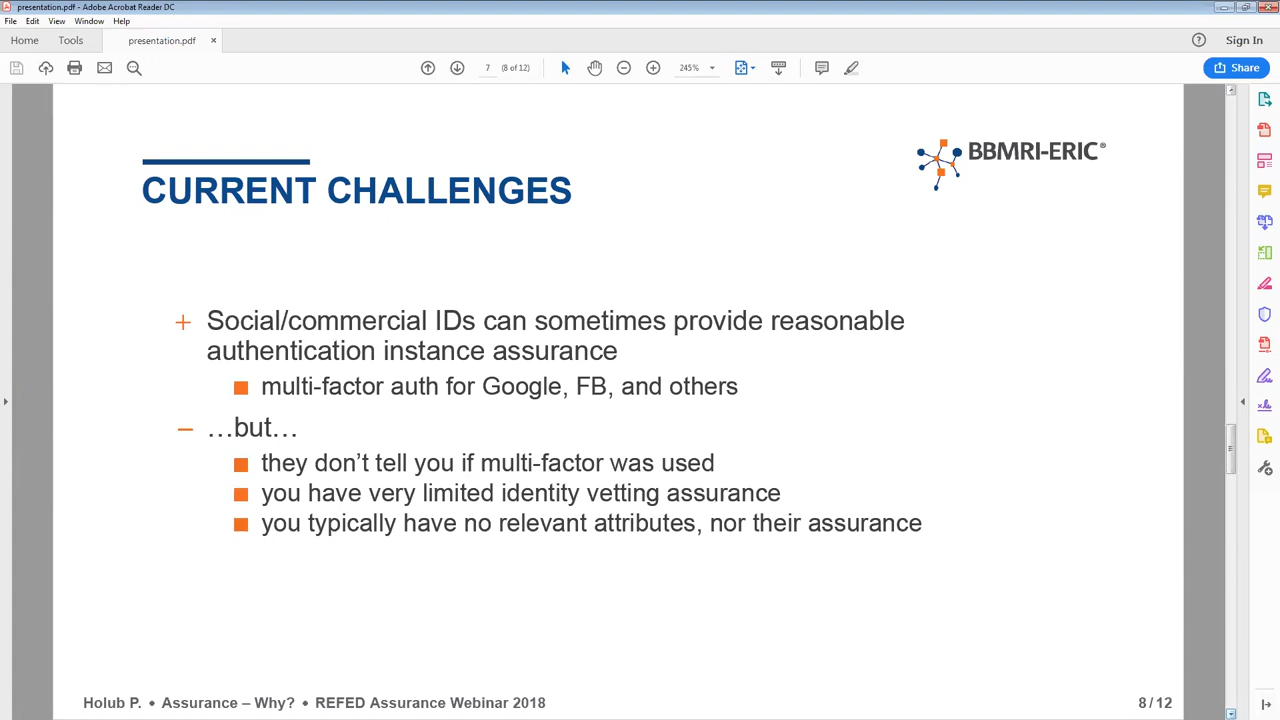 presentation.pdf - Adobe Acrobat Reader DC
File Edit View Window Help
Home Tools presentation.pdf × Sign In
7 (8 of 12) 245% Share
BBMRI-ERIC®
CURRENT CHALLENGES
+ Social/commercial IDs can sometimes provide reasonable
authentication instance assurance
■ multi-factor auth for Google, FB, and others
– …but…
■ they don’t tell you if multi-factor was used
■ you have very limited identity vetting assurance
■ you typically have no relevant attributes, nor their assurance
Holub P. • Assurance – Why? • REFED Assurance Webinar 2018 8 / 12